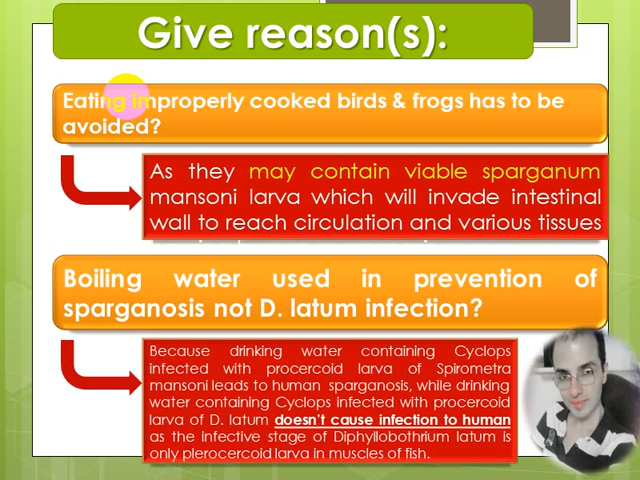 Give reason(s):
Eating improperly cooked birds & frogs has to be
avoided?
As they may contain viable sparganum
mansoni larva which will invade intestinal
wall to reach circulation and various tissues
Boiling water used in prevention of
sparganosis not D. latum infection?
Because drinking water containing Cyclops
infected with procercoid larva of Spirometra
mansoni leads to human sparganosis, while drinking
water containing Cyclops infected with procercoid
larva of D. latum doesn't cause infection to human
as the infective stage of Diphyllobothrium latum is
only plerocercoid larva in muscles of fish.